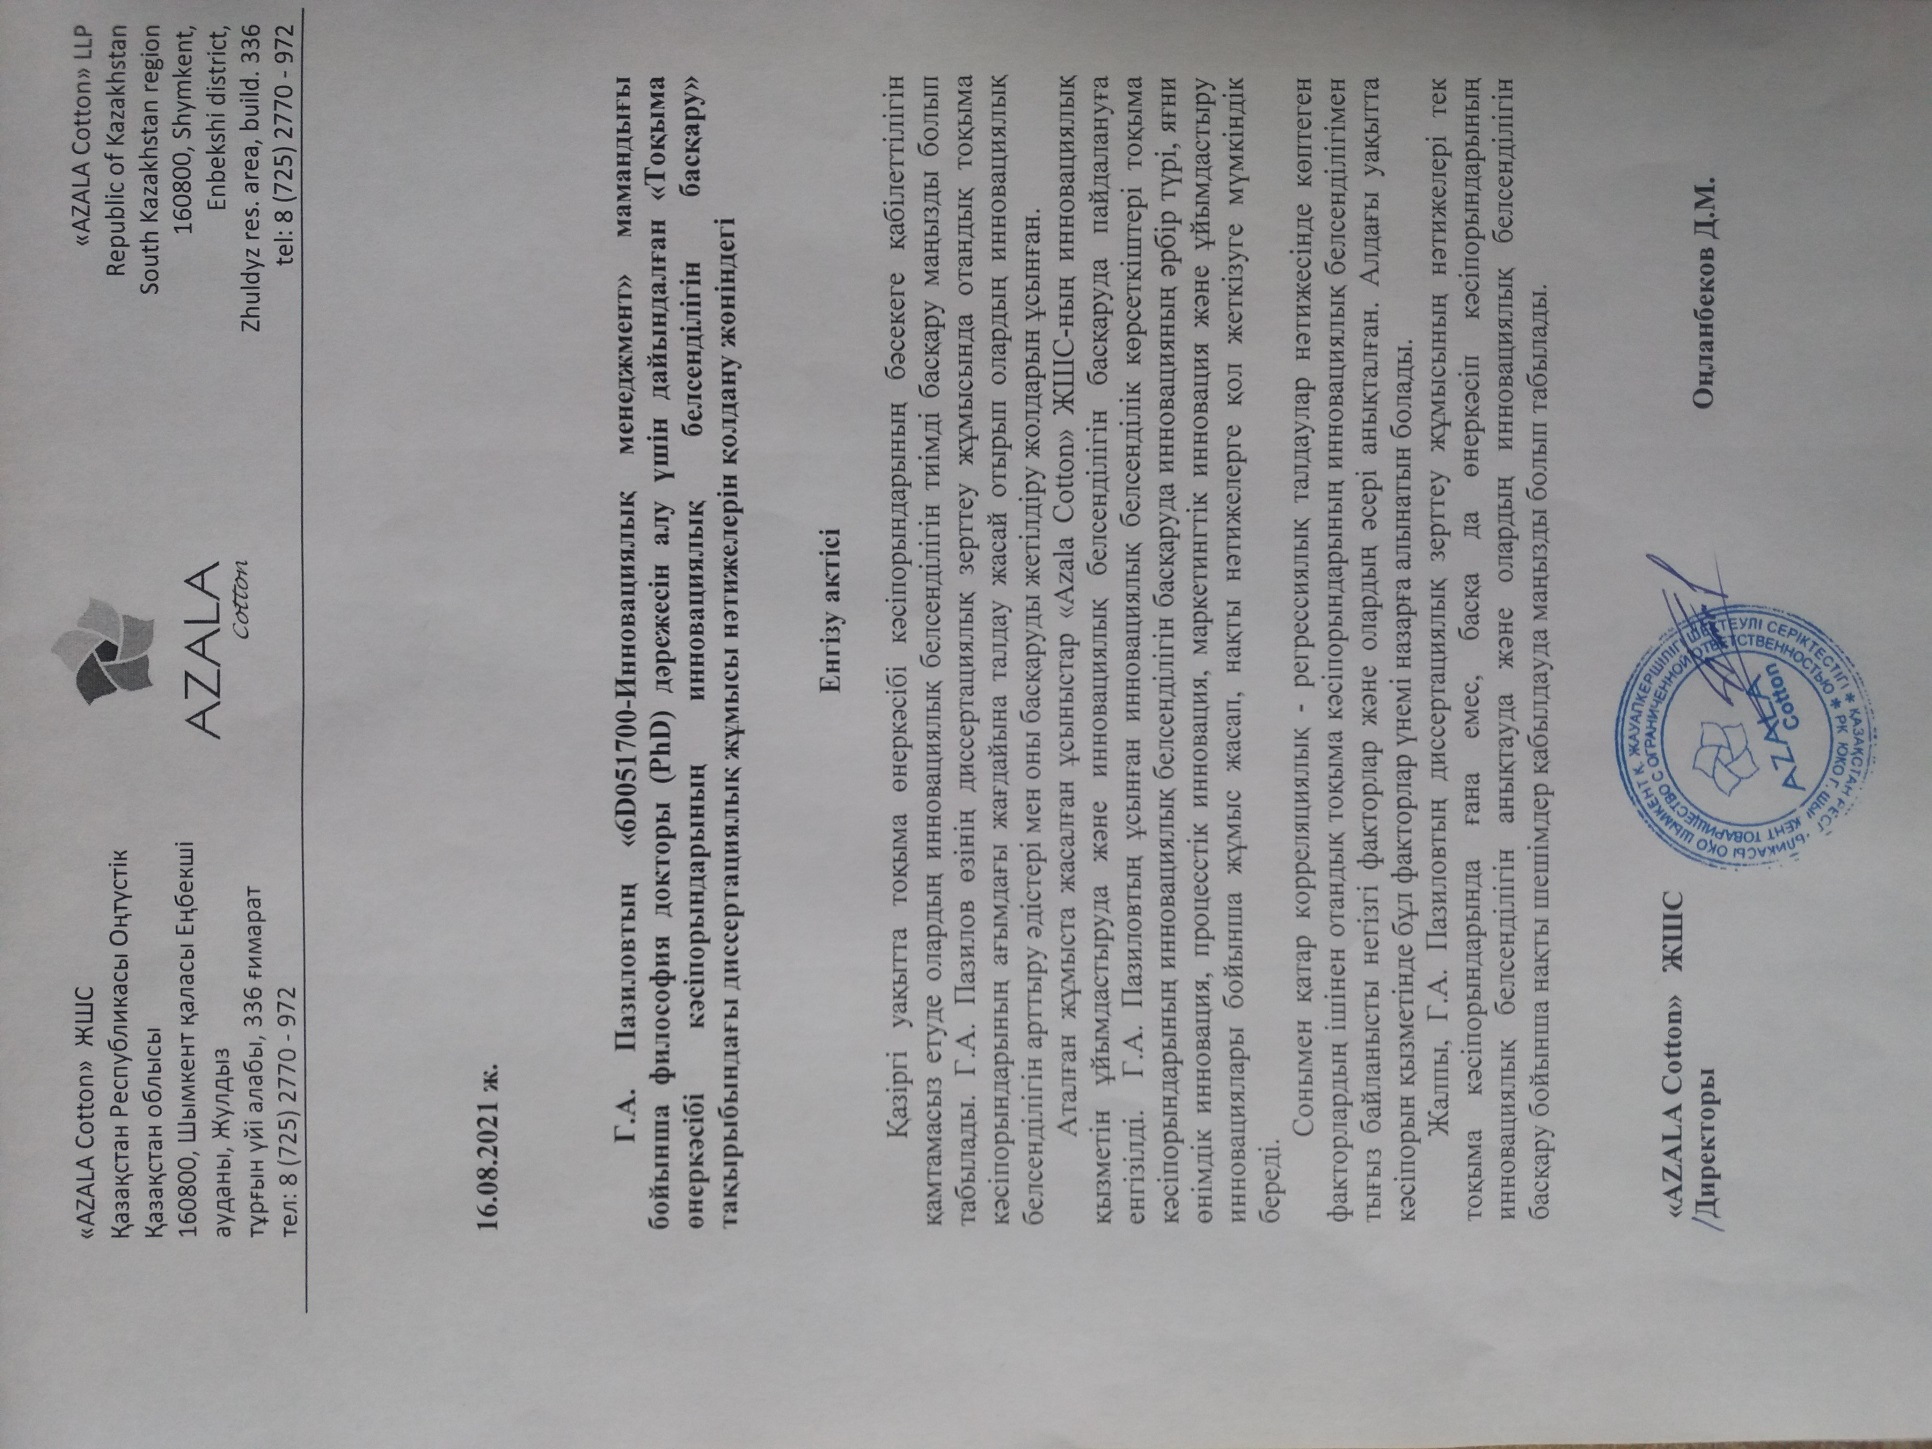 «AZALA Cotton» ЖШС
Қазақстан Республикасы Оңтүстік
Қазақстан облысы
160800, Шымкент қаласы Еңбекші
ауданы, Жұлдыз
тұрғын үйі алабы, 336 ғимарат
тел: 8 (725) 2770 - 972
AZALA
Cotton
«AZALA Cotton» LLP
Republic of Kazakhstan
South Kazakhstan region
160800, Shymkent,
Enbekshi district,
Zhuldyz res. area, build. 336
tel: 8 (725) 2770 - 972
16.08.2021 ж.
Г.А. Пазиловтың «6D051700-Инновациялық менеджмент» мамандығы
бойынша философия докторы (PhD) дәрежесін алу үшін дайындалған «Тоқыма
өнеркәсібі кәсіпорындарының инновациялық белсенділігін басқару»
тақырыбындағы диссертациялық жұмысы нәтижелерін қолдану жөніндегі
Енгізу актісі
Қазіргі уақытта тоқыма өнеркәсібі кәсіпорындарының бәсекеге қабілеттілігін
қамтамасыз етуде олардың инновациялық белсенділігін тиімді басқару маңызды болып
табылады. Г.А. Пазилов өзінің диссертациялық зерттеу жұмысында отандық тоқыма
кәсіпорындарының ағымдағы жағдайына талдау жасай отырып олардың инновациялық
белсенділігін арттыру әдістері мен оны басқаруды жетілдіру жолдарын ұсынған.
Аталған жұмыста жасалған ұсыныстар «Azala Cotton» ЖШС-ның инновациялық
қызметін ұйымдастыруда және инновациялық белсенділігін басқаруда пайдалануға
енгізілді. Г.А. Пазиловтың ұсынған инновациялық белсенділік көрсеткіштері тоқыма
кәсіпорындарының инновациялық белсенділігін басқаруда инновацияның әрбір түрі, яғни
өнімдік инновация, процесстік инновация, маркетингтік инновация және ұйымдастыру
инновациялары бойынша жұмыс жасап, нақты нәтижелерге қол жеткізуге мүмкіндік
береді.
Сонымен қатар корреляциялық - регрессиялық талдаулар нәтижесінде көптеген
факторлардың ішінен отандық тоқыма кәсіпорындарының инновациялық белсенділігімен
тығыз байланысты негізгі факторлар және олардың әсері анықталған. Алдағы уақытта
кәсіпорын қызметінде бұл факторлар үнемі назарға алынатын болады.
Жалпы, Г.А. Пазиловтың диссертациялық зерттеу жұмысының нәтижелері тек
тоқыма кәсіпорындарында ғана емес, басқа да өнеркәсіп кәсіпорындарының
инновациялық белсенділігін анықтауда және олардың инновациялық белсенділігін
басқару бойынша нақты шешімдер қабылдауда маңызды болып табылады.
«AZALA Cotton» ЖШС
/Директоры
Оңланбеков Д.М.
AZALA
Cotton